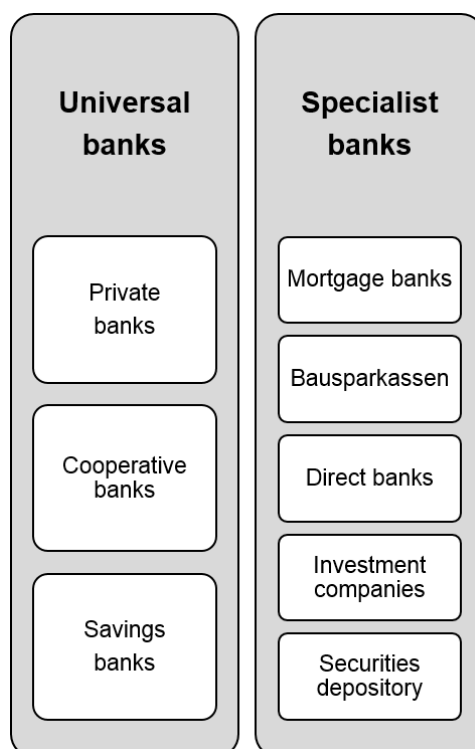 Universal
banks
Private
banks
Cooperative
banks
Savings
banks
Specialist
banks
Mortgage banks
Bausparkassen
Direct banks
Investment
companies
Securities
depository